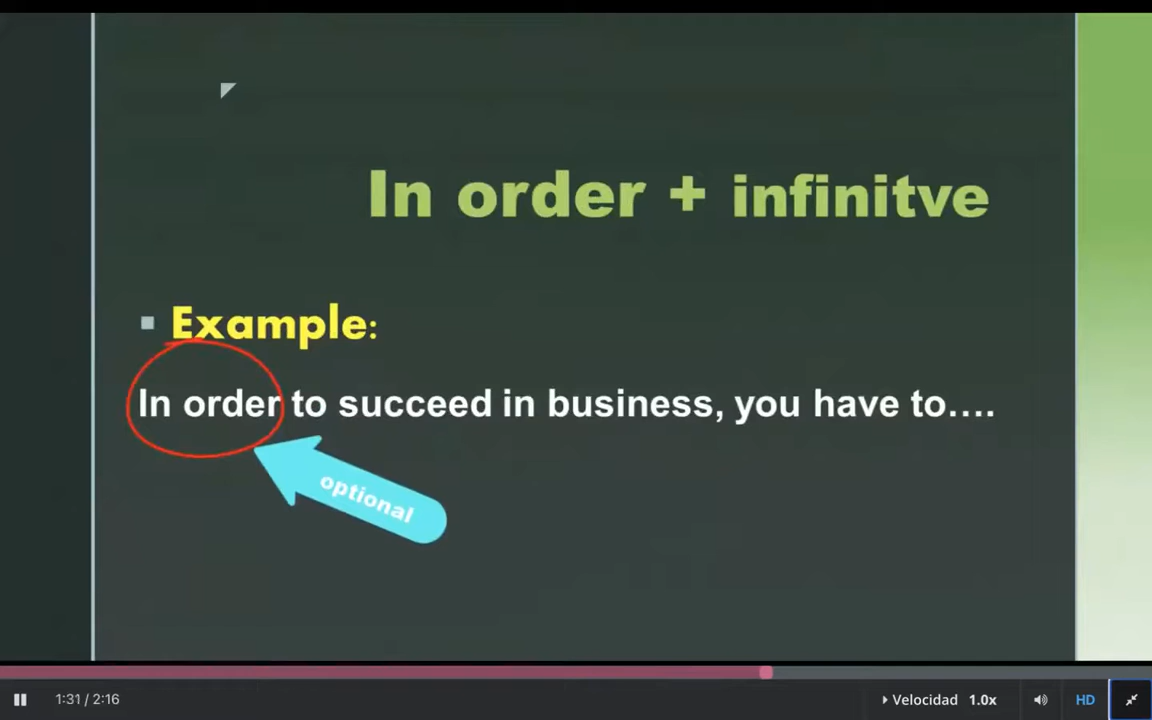 In order + infinitve
Example:
In order to succeed in business, you have to....
optional
1:31 / 2:16
Velocidad 1.0x
HD